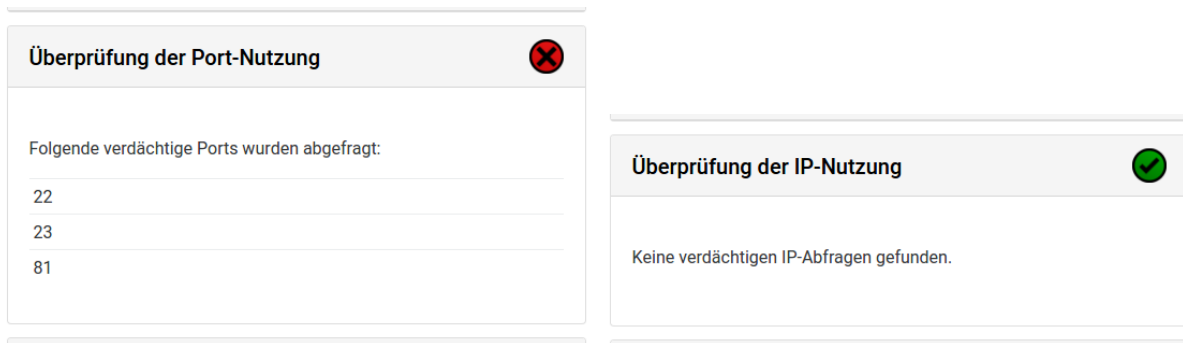 Überprüfung der Port-Nutzung
Folgende verdächtige Ports wurden abgefragt:
22
23
81
Überprüfung der IP-Nutzung
Keine verdächtigen IP-Abfragen gefunden.